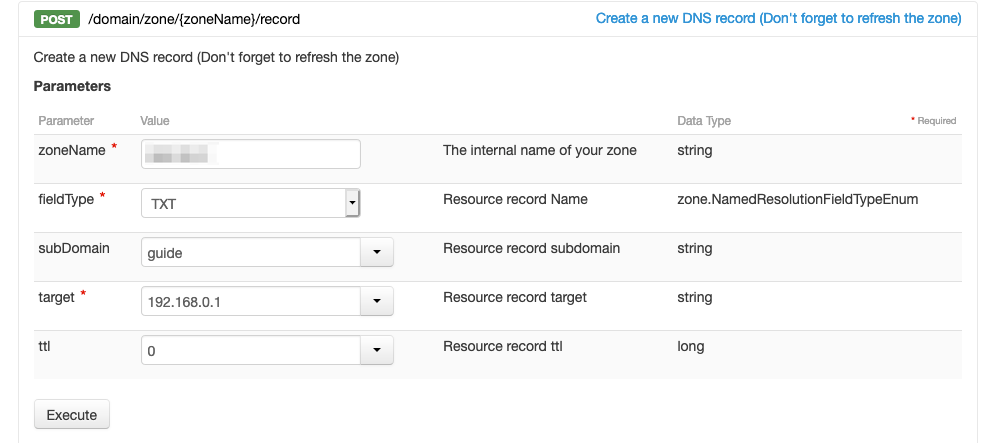 POST /domain/zone/{zoneName}/record Create a new DNS record (Don't forget to refresh the zone)
Create a new DNS record (Don't forget to refresh the zone)
Parameters
Parameter Value Data Type * Required
zoneName * The internal name of your zone string
fieldType * TXT Resource record Name zone.NamedResolutionFieldTypeEnum
subDomain guide Resource record subdomain string
target * 192.168.0.1 Resource record target string
ttl 0 Resource record ttl long
Execute